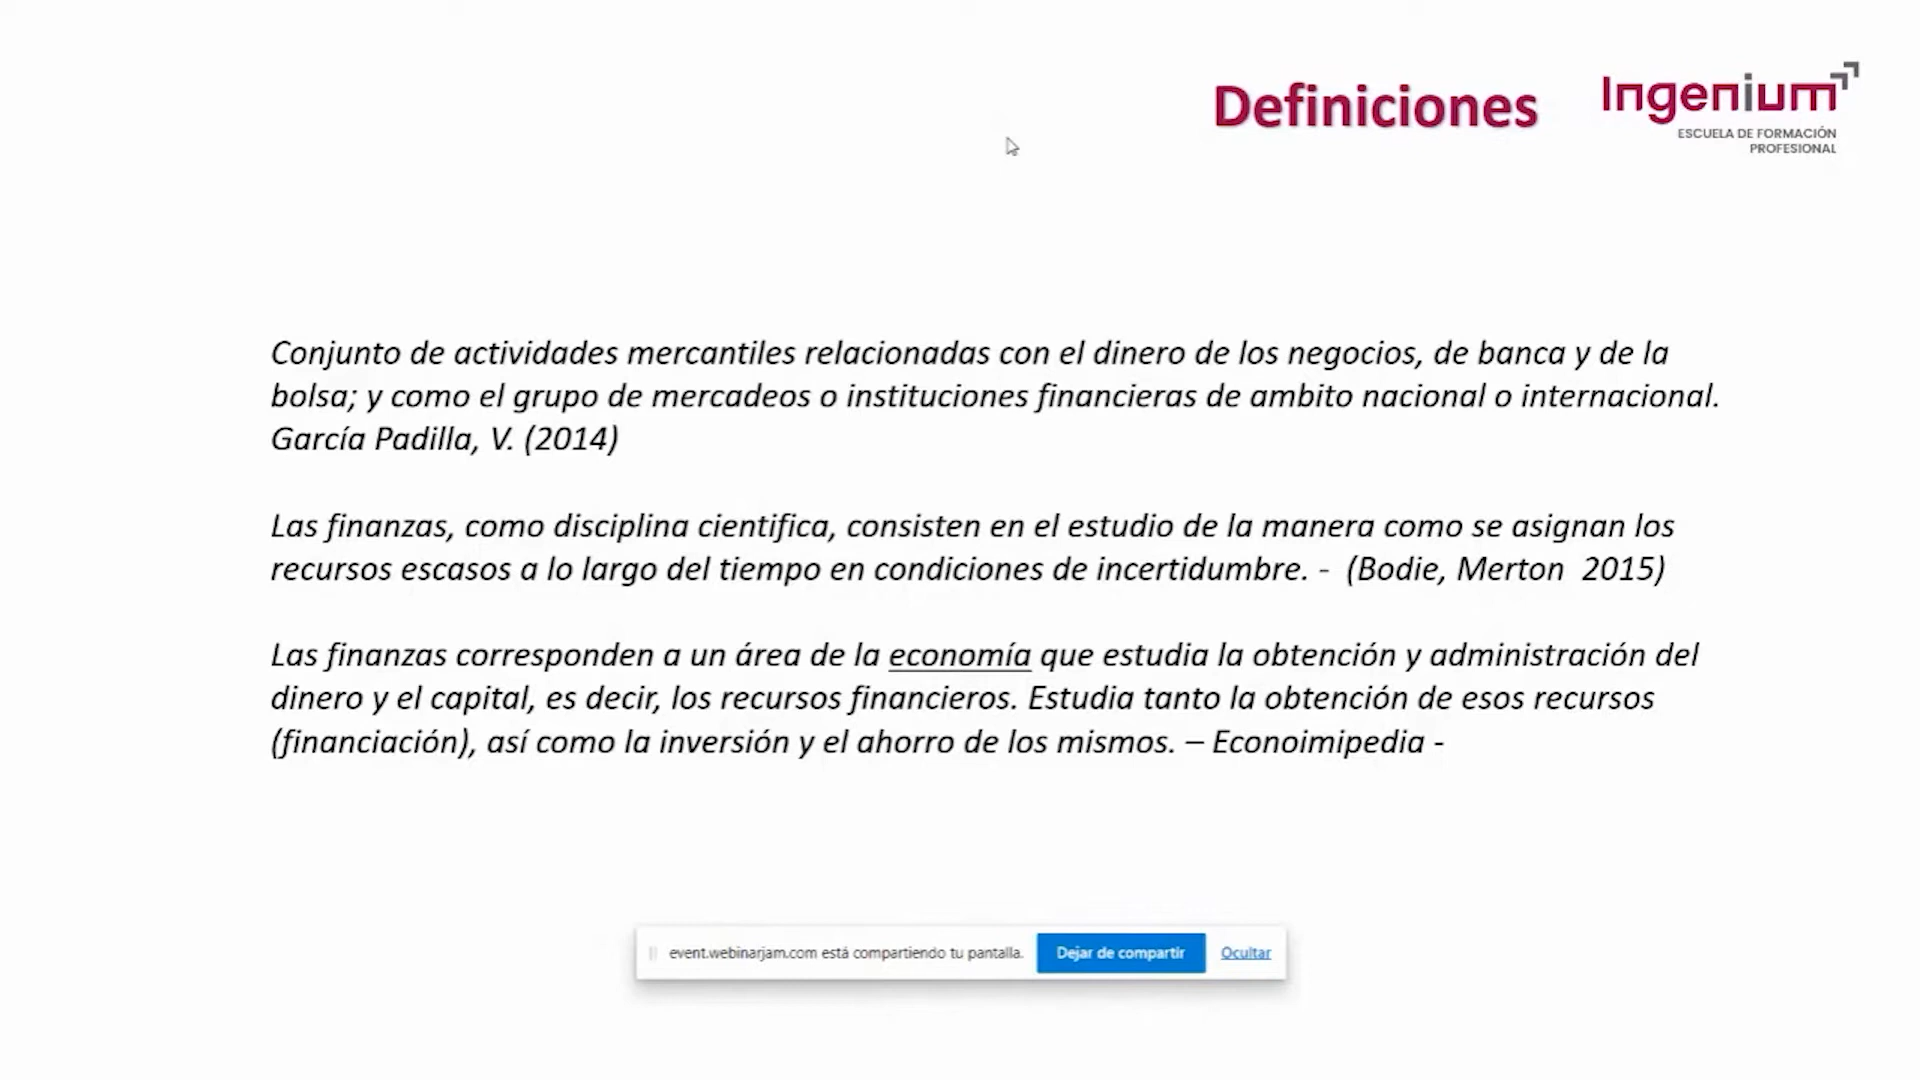 Definiciones
Ingenium
ESCUELA DE FORMACIÓN
PROFESIONAL
Conjunto de actividades mercantiles relacionadas con el dinero de los negocios, de banca y de la
bolsa; y como el grupo de mercadeos o instituciones financieras de ambito nacional o internacional.
García Padilla, V. (2014)
Las finanzas, como disciplina cientifica, consisten en el estudio de la manera como se asignan los
recursos escasos a lo largo del tiempo en condiciones de incertidumbre. - (Bodie, Merton 2015)
Las finanzas corresponden a un área de la economía que estudia la obtención y administración del
dinero y el capital, es decir, los recursos financieros. Estudia tanto la obtención de esos recursos
(financiación), así como la inversión y el ahorro de los mismos. – Econoimipedia -
event.webinarjam.com está compartiendo tu pantalla. Dejar de compartir Ocultar